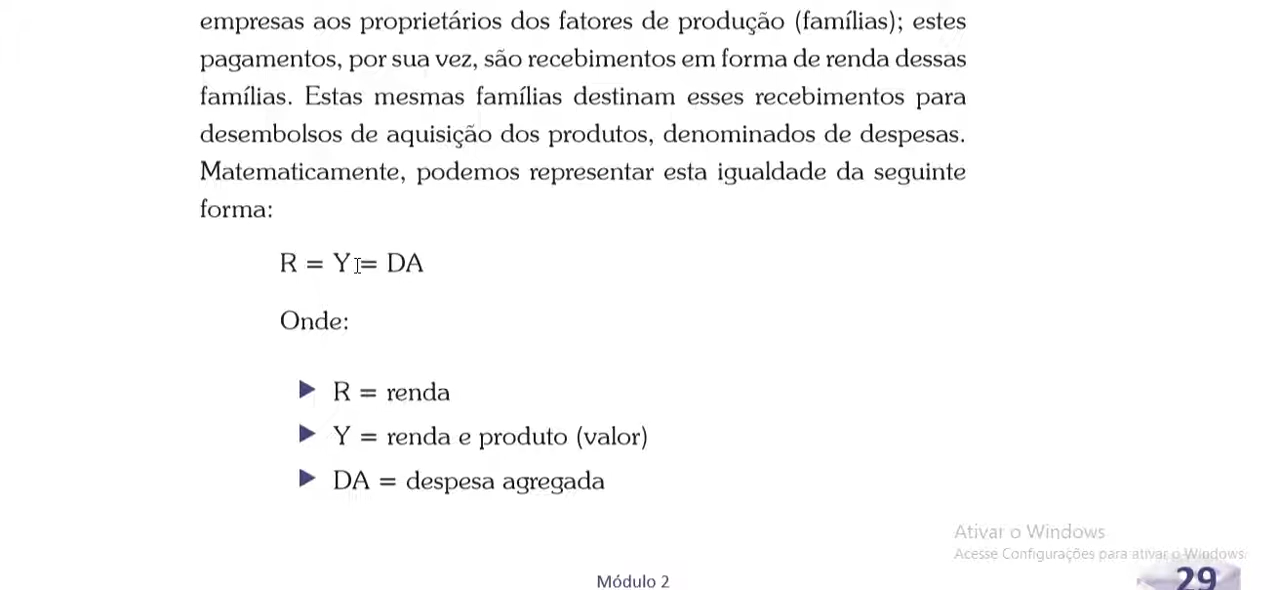 empresas aos proprietários dos fatores de produção (famílias); estes
pagamentos, por sua vez, são recebimentos em forma de renda dessas
famílias. Estas mesmas famílias destinam esses recebimentos para
desembolsos de aquisição dos produtos, denominados de despesas.
Matematicamente, podemos representar esta igualdade da seguinte
forma:
R = Y = DA
Onde:
R = renda
Y = renda e produto (valor)
DA = despesa agregada
Ativar o Windows
Acesse Configurações para ativar o Windows.
Módulo 2
29